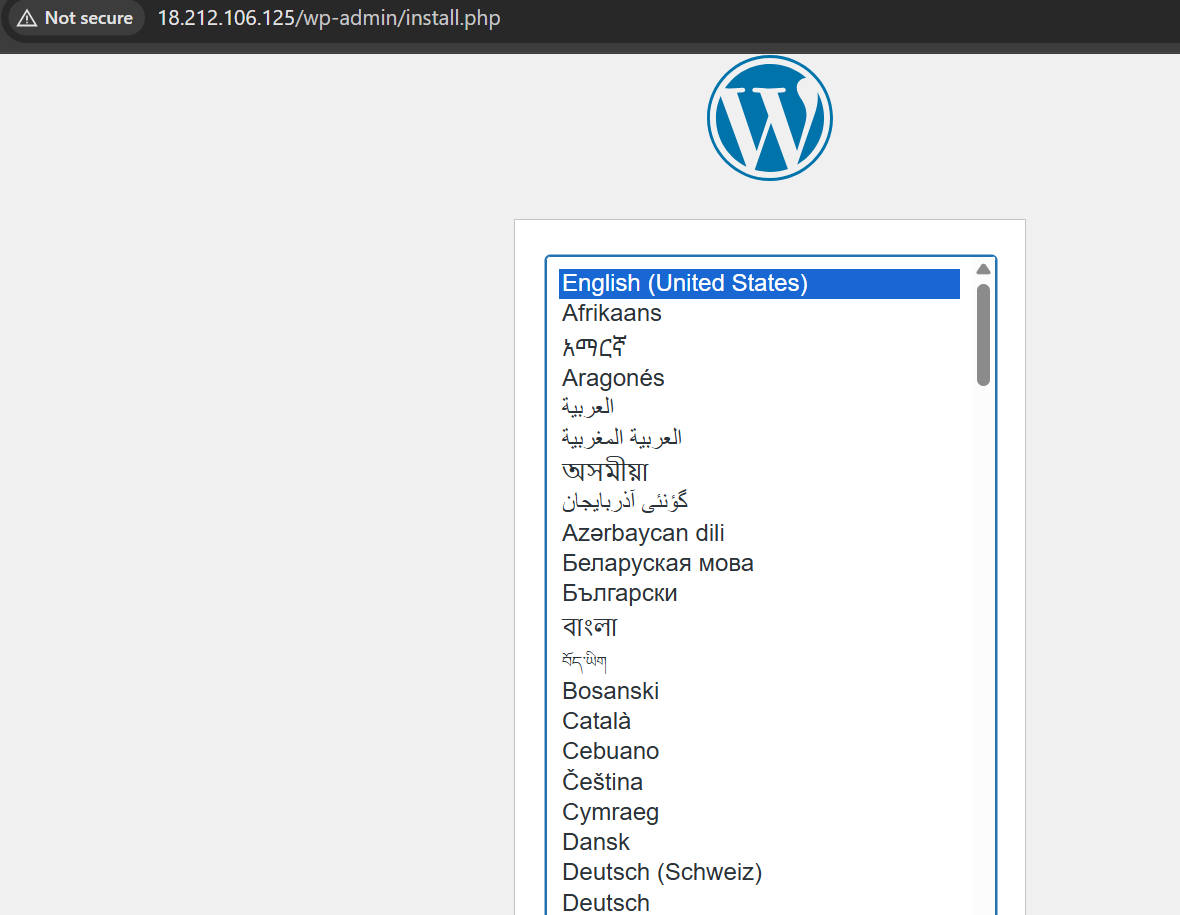 Not secure 18.212.106.125/wp-admin/install.php
English (United States)
Afrikaans
አማርኛ
Aragonés
العربية
العربية المغربية
অসমীয়া
گؤنئی آذربایجان
Azərbaycan dili
Беларуская мова
Български
বাংলা
བོད་ཡིག
Bosanski
Català
Cebuano
Čeština
Cymraeg
Dansk
Deutsch (Schweiz)
Deutsch